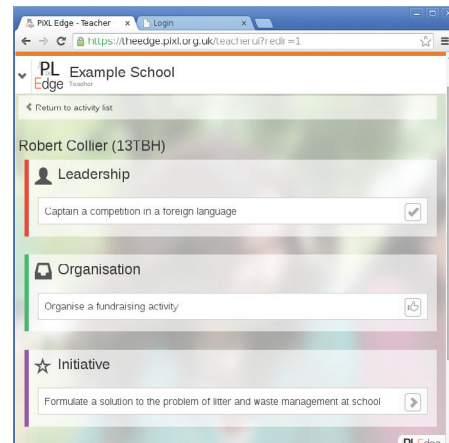 PiXL Edge - Teacher
Login
https://theedge.pixl.org.uk/teacherui?redir=1
PL Edge
Example School
Teacher
Return to activity list
Robert Collier (13TBH)
Leadership
Captain a competition in a foreign language
Organisation
Organise a fundraising activity
Initiative
Formulate a solution to the problem of litter and waste management at school
PL Edge